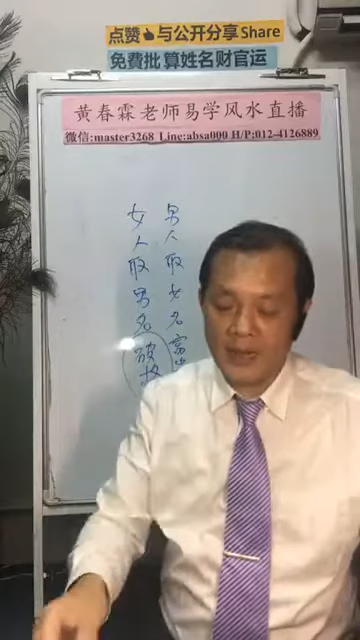 点赞👍与公开分享 Share
免费批算姓名财官运
黄春霖老师易学风水直播
微信:master3268 Line:absa000 H/P:012-4126889
男人取女名富
女人取男名破